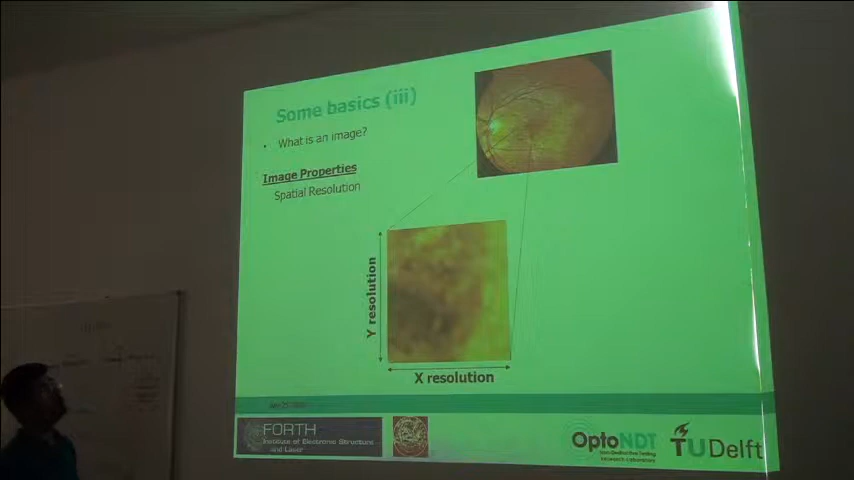 Some basics (iii)
• What is an image?
Image Properties
Spatial Resolution
Y resolution
X resolution
FORTH
Institute of Electronic Structure
and Laser
OptoNDT
TU Delft